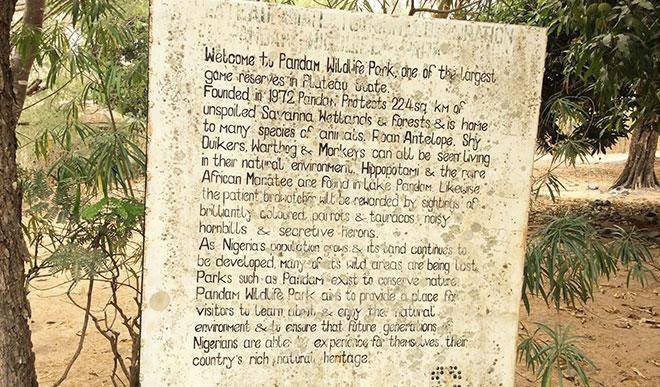 PLATEAU STATE TOURISM CORPORATION
Welcome to Pandam Wildlife Park, one of the largest
game reserves in Plateau State.
Founded in 1972 Pandam Protects 224 sq. km of
unspoiled Savanna, Wetlands & forests & is home
to many species of animals. Roan Antelope, Shy
Duikers, Warthog & Monkeys can all be seen living
in their natural environment. Hippopotami & the rare
African Manatee are found in Lake Pandam. Likewise
the patient birdwatcher will be rewarded by sightings of
brilliantly coloured parrots & tauracos, noisy
hornbills & secretive herons.
As Nigeria's population grows & its land continues to
be developed, many of its wild areas are being lost.
Parks such as Pandam exist to conserve nature.
Pandam Wildlife Park aims to provide a place for
visitors to learn about & enjoy the natural
environment & to ensure that future generations of
Nigerians are able to experience for themselves their
country's rich natural heritage.